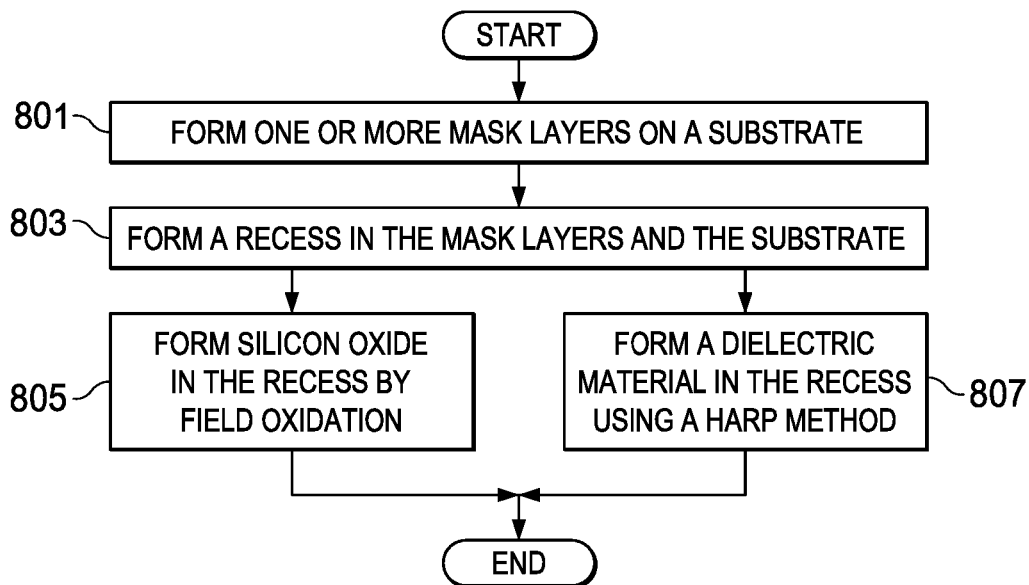 START
801
FORM ONE OR MORE MASK LAYERS ON A SUBSTRATE
803
FORM A RECESS IN THE MASK LAYERS AND THE SUBSTRATE
805
FORM SILICON OXIDE
IN THE RECESS BY
FIELD OXIDATION
FORM A DIELECTRIC
MATERIAL IN THE RECESS
USING A HARP METHOD
807
END